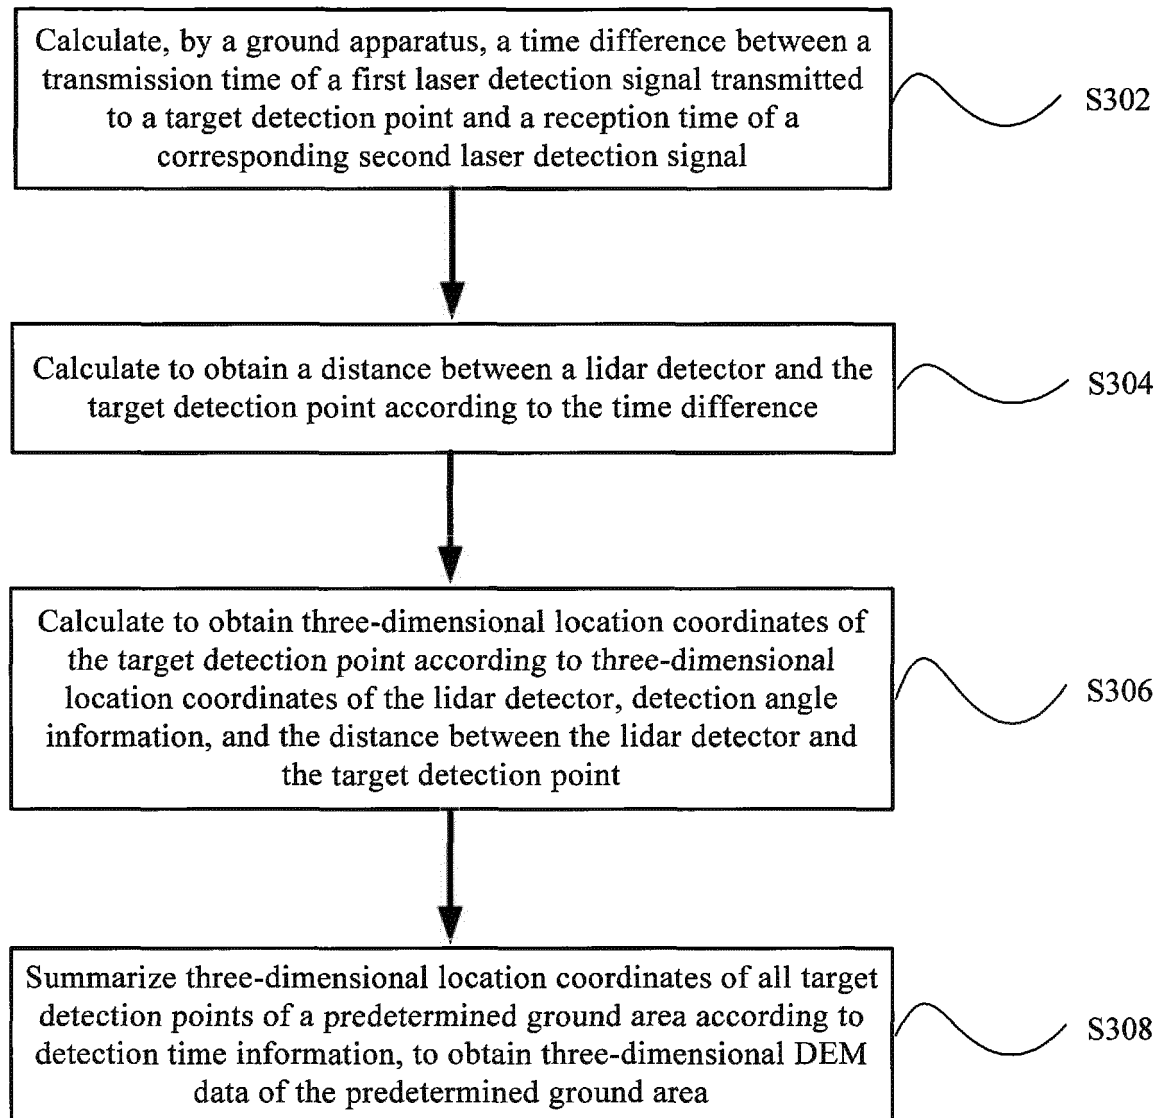 Calculate, by a ground apparatus, a time difference between a
transmission time of a first laser detection signal transmitted
to a target detection point and a reception time of a
corresponding second laser detection signal
S302
Calculate to obtain a distance between a lidar detector and the
target detection point according to the time difference
S304
Calculate to obtain three-dimensional location coordinates of
the target detection point according to three-dimensional
location coordinates of the lidar detector, detection angle
information, and the distance between the lidar detector and
the target detection point
S306
Summarize three-dimensional location coordinates of all target
detection points of a predetermined ground area according to
detection time information, to obtain three-dimensional DEM
data of the predetermined ground area
S308